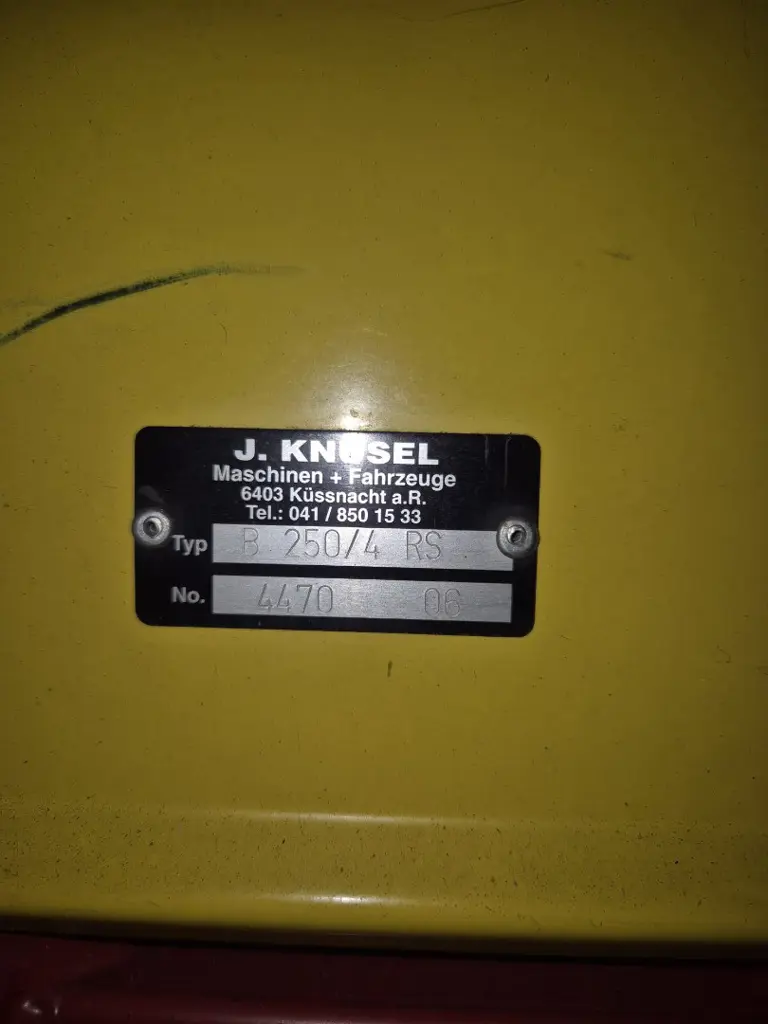 J. KNÜSEL
Maschinen + Fahrzeuge
6403 Küssnacht a.R.
Tel.: 041 / 850 15 33
Typ B 250/4 RS
No. 4470 06